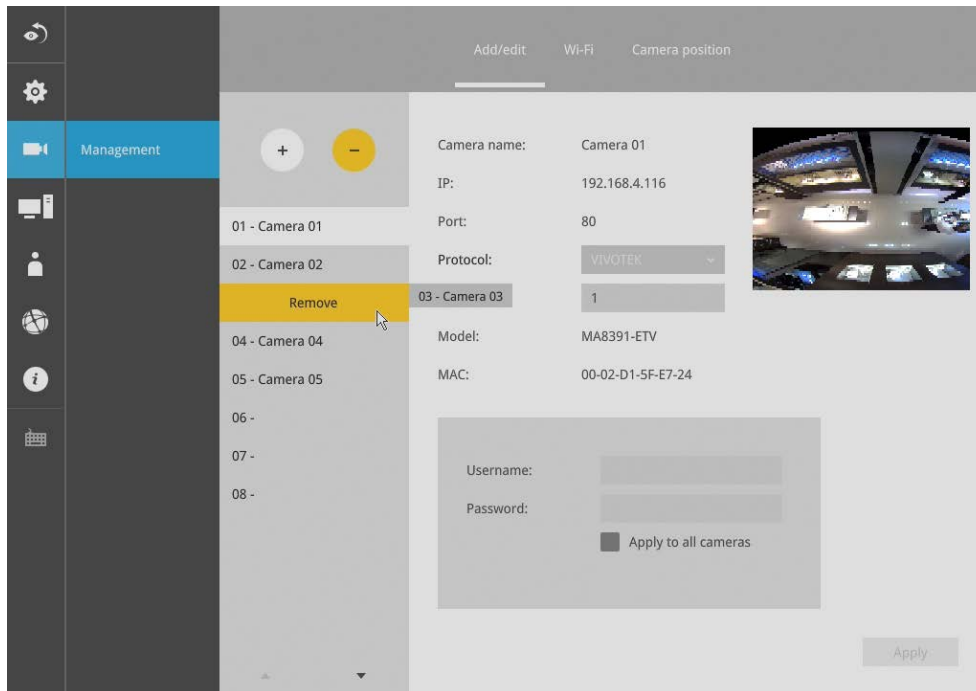 Add/edit Wi-Fi Camera position
Management
+ −
01 - Camera 01
02 - Camera 02
Remove
03 - Camera 03
04 - Camera 04
05 - Camera 05
06 -
07 -
08 -
Camera name: Camera 01
IP: 192.168.4.116
Port: 80
Protocol: VIVOTEK
1
Model: MA8391-ETV
MAC: 00-02-D1-5F-E7-24
Username:
Password:
Apply to all cameras
Apply